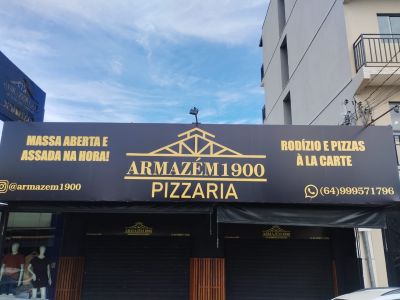 MASSA ABERTA E
ASSADA NA HORA!
@armazem1900
ARMAZÉM1900
PIZZARIA
RODÍZIO E PIZZAS
À LA CARTE
(64)999571796